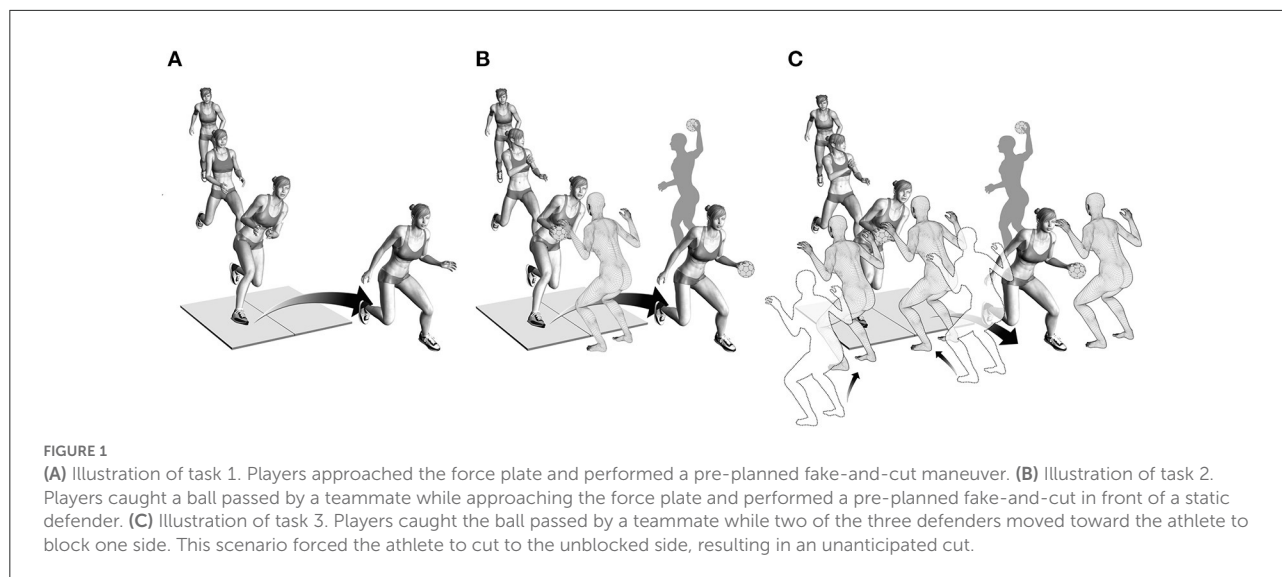 A
B
C
FIGURE 1
(A) Illustration of task 1. Players approached the force plate and performed a pre-planned fake-and-cut maneuver. (B) Illlustration of task 2.
Players caught a ball passed by a teammate while approaching the force plate and performed a pre-planned fake-and-cut in front of a static
defender. (C) Illustration of task 3. Players caught the ball passed by a teammate while two of the three defenders moved toward the athlete to
block one side. This scenario forced the athlete to cut to the unblocked side, resulting in an unanticipated cut.